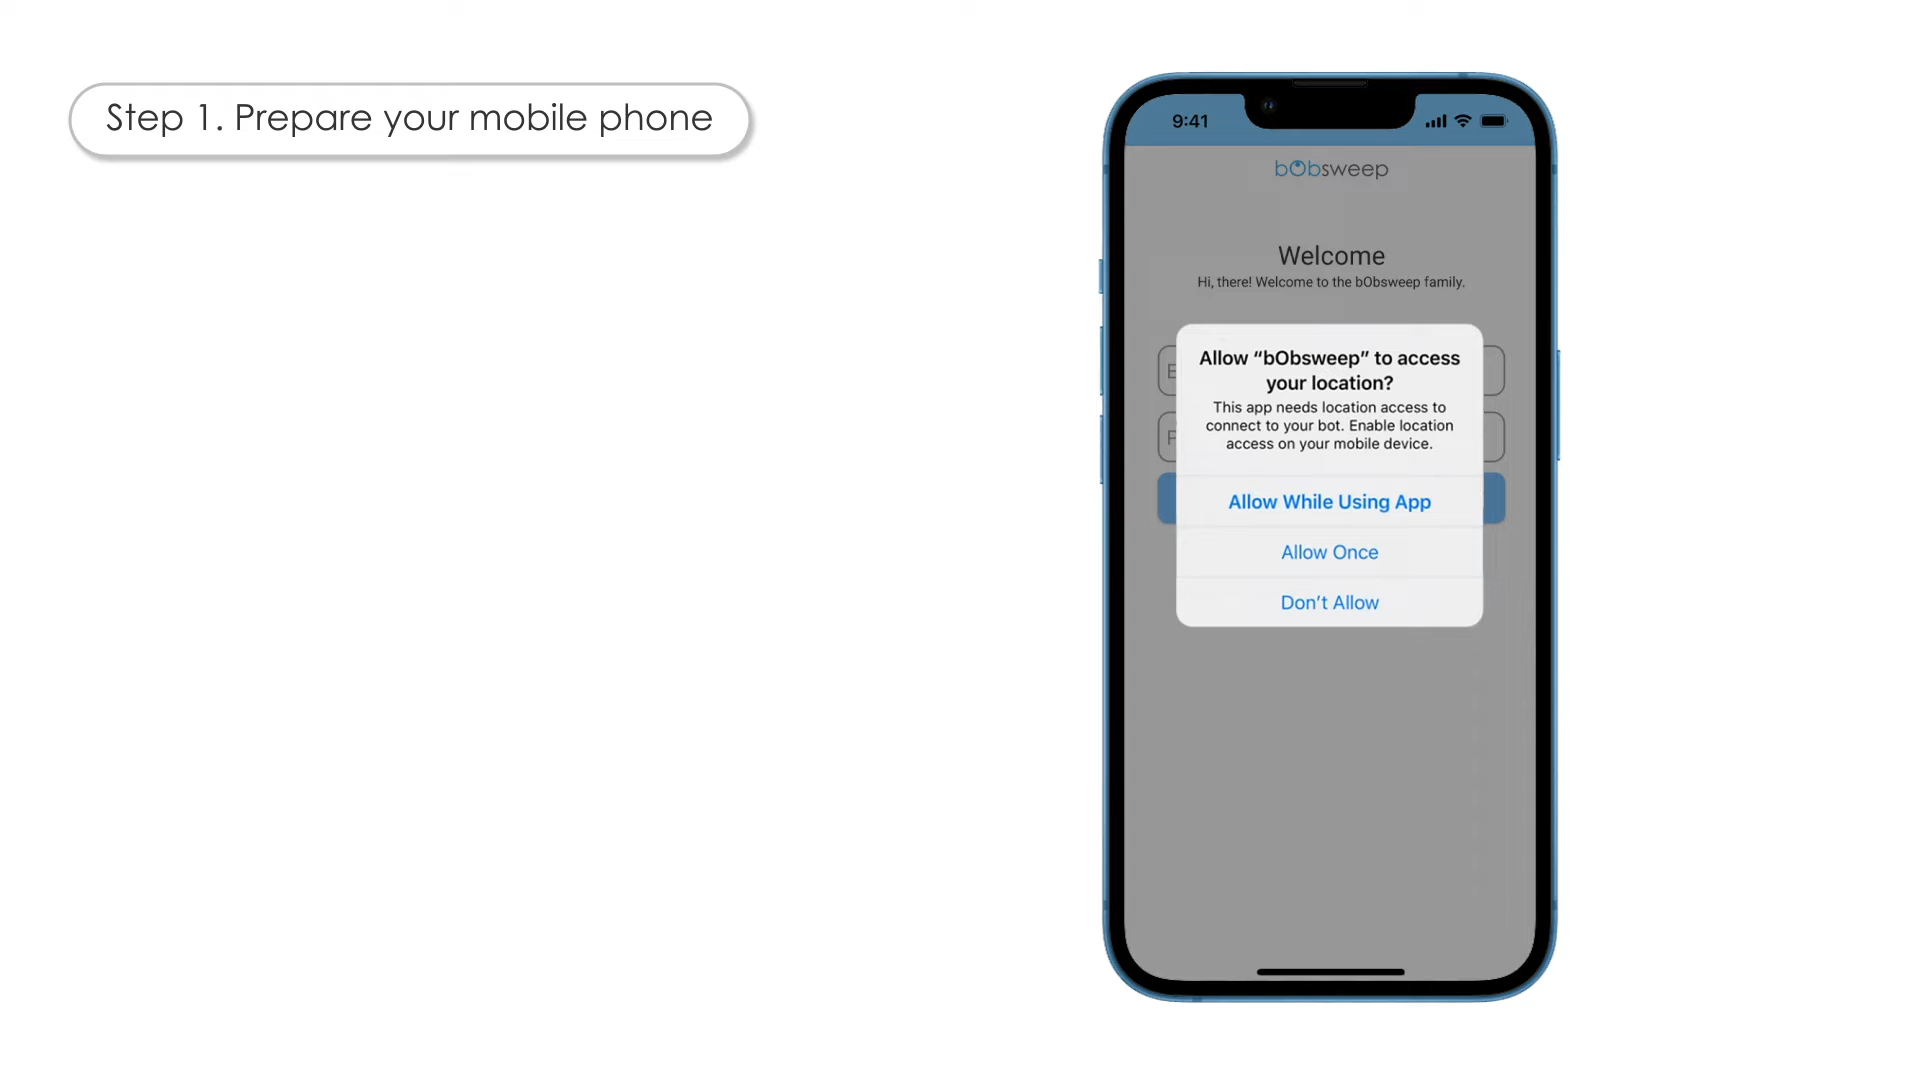 Step 1. Prepare your mobile phone
9:41
bObsweep
Welcome
Hi, there! Welcome to the bObsweep family.
Allow “bObsweep” to access
your location?
This app needs location access to
connect to your bot. Enable location
access on your mobile device.
Allow While Using App
Allow Once
Don’t Allow